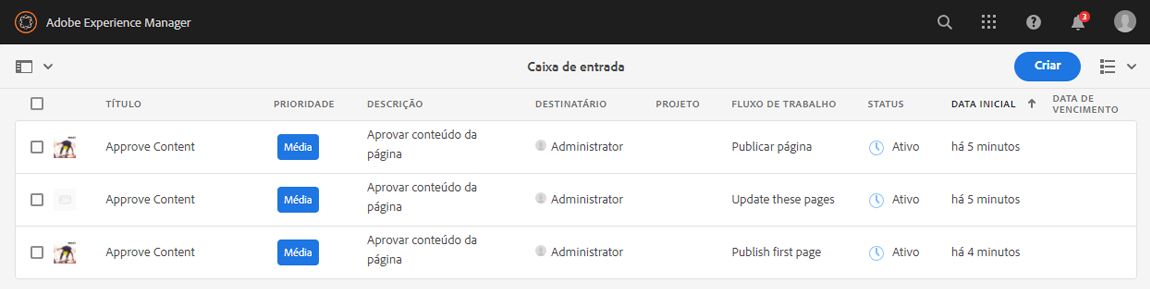 Adobe Experience Manager
3
Caixa de entrada
Criar
TÍTULO PRIORIDADE DESCRIÇÃO DESTINATÁRIO PROJETO FLUXO DE TRABALHO STATUS DATA INICIAL DATA DE
VENCIMENTO
Approve Content Média Aprovar conteúdo da
página Administrator Publicar página Ativo há 5 minutos
Approve Content Média Aprovar conteúdo da
página Administrator Update these pages Ativo há 5 minutos
Approve Content Média Aprovar conteúdo da
página Administrator Publish first page Ativo há 4 minutos